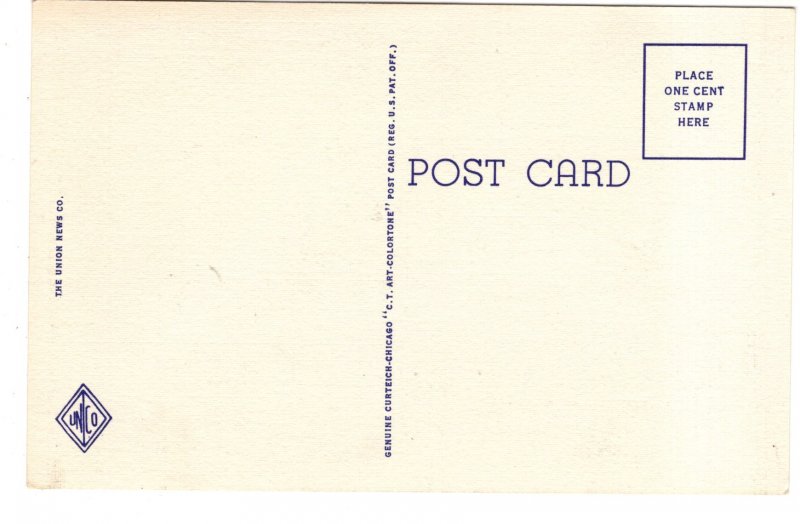 THE UNION NEWS CO.
UNICO
GENUINE CURTEICH-CHICAGO "C.T. ART-COLORTONE" POST CARD (REG. U.S. PAT. OFF.)
POST CARD
PLACE
ONE CENT
STAMP
HERE